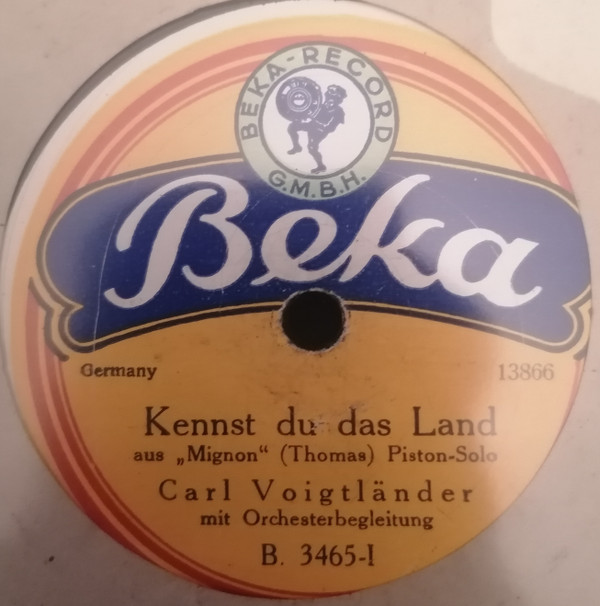 BEKA-RECORD
G.M.B.H.
Beka
Germany
13866
Kennst du das Land
aus „Mignon“ (Thomas) Piston-Solo
Carl Voigtländer
mit Orchesterbegleitung
B. 3465-I